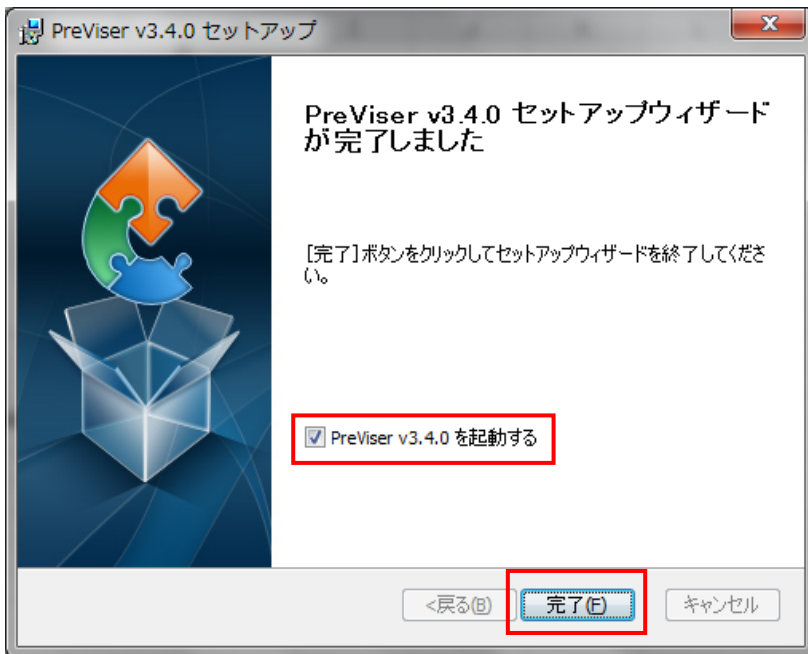 PreViser v3.4.0 セットアップ
PreViser v3.4.0 セットアップウィザード
が完了しました
[完了]ボタンをクリックしてセットアップウィザードを終了してくださ
い。
PreViser v3.4.0 を起動する
<戻る(B)
完了(F)
キャンセル